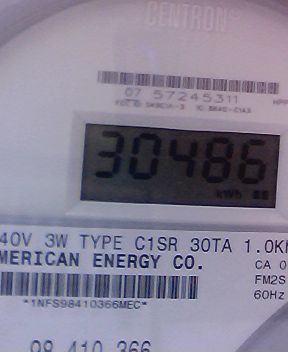 CENTRON®
07 57245311
30486
kWh
40V 3W TYPE C1SR 30TA 1.0K
MERICAN ENERGY CO.
CA 0
FM2S
60Hz
*1NFS98410366MEC*
98 410 366